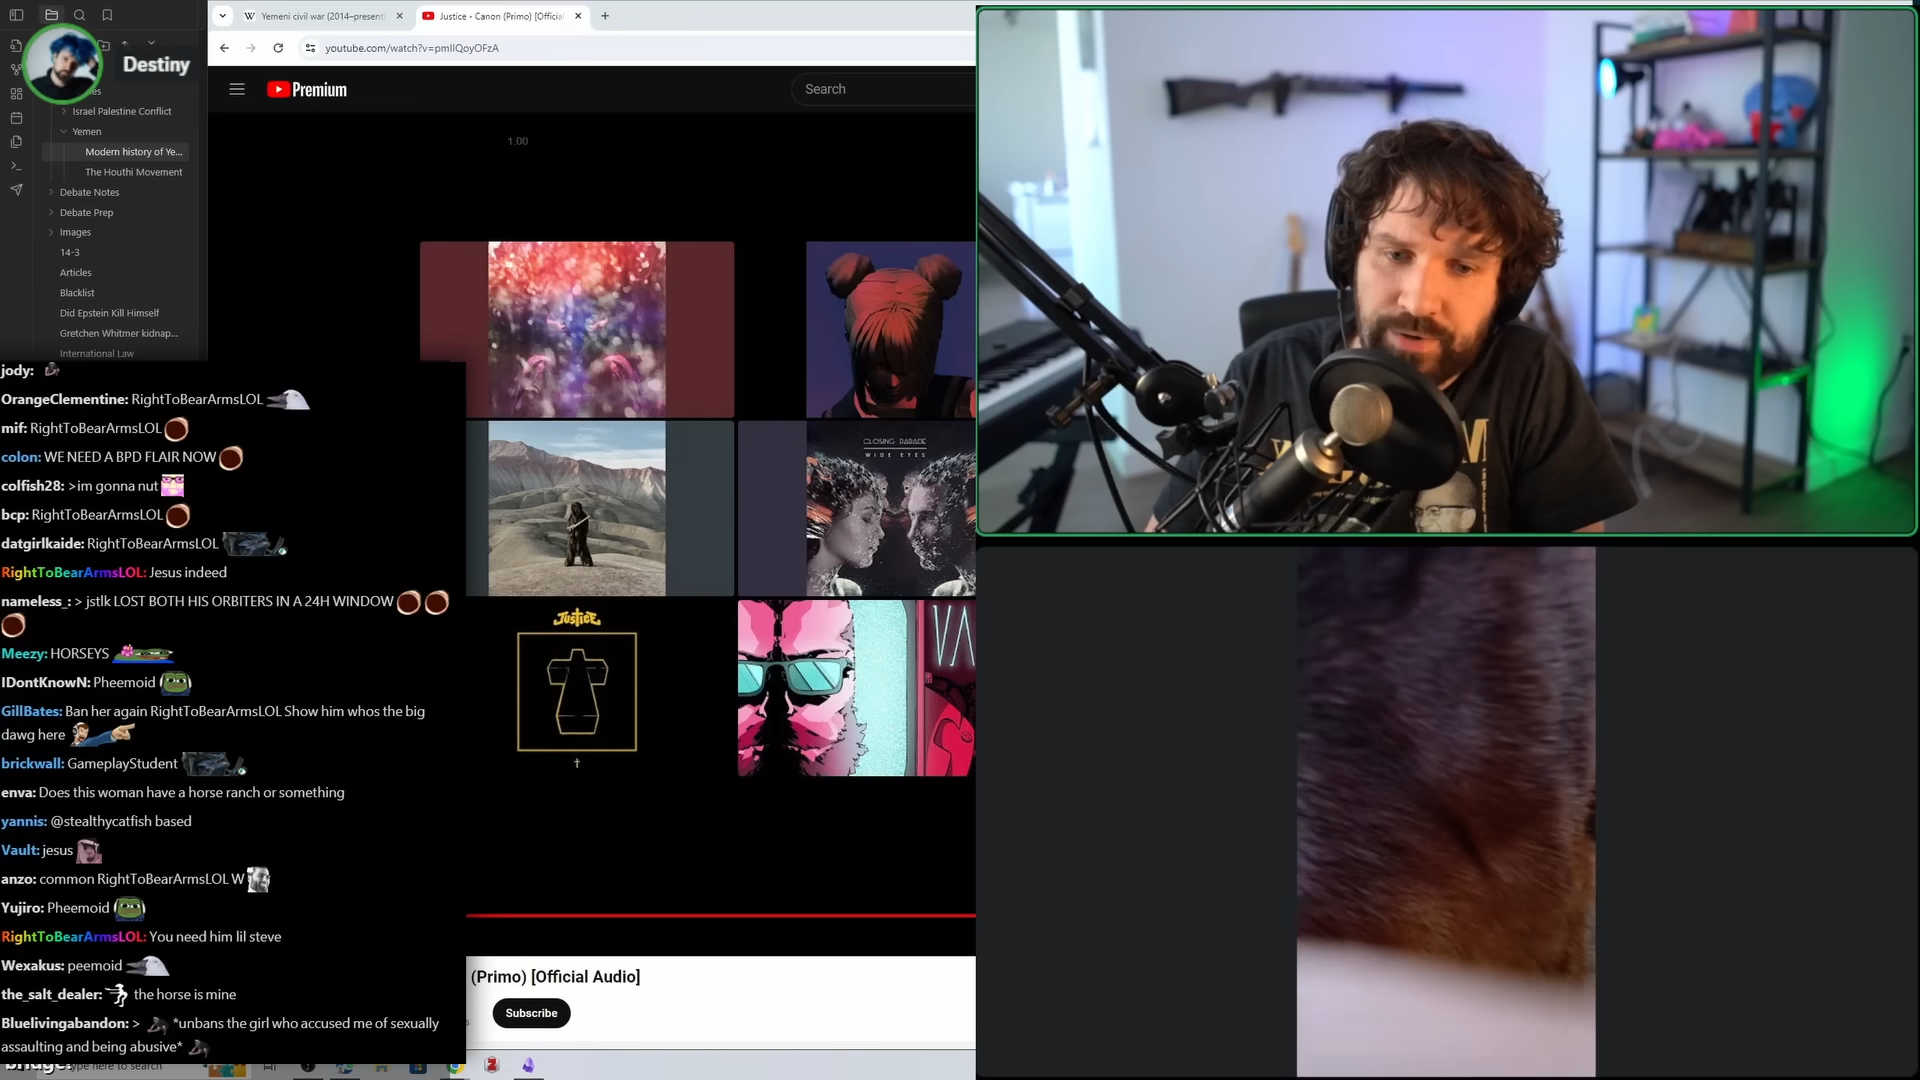 Yemeni civil war (2014–present)
Justice - Canon (Primo) [Official
youtube.com/watch?v=pmIlQoyOFzA
Destiny
Premium
Search
Israel Palestine Conflict
Yemen
Modern history of Ye...
The Houthi Movement
Debate Notes
Debate Prep
Images
14-3
Articles
Blacklist
Did Epstein Kill Himself
Gretchen Whitmer kidnap...
International Law
1.00
CLOSING PARADE
WIDE EYES
JUSTICE
VA
jody:
OrangeClementine: RightToBearArmsLOL
mif: RightToBearArmsLOL
colon: WE NEED A BPD FLAIR NOW
colfish28: >im gonna nut
bcp: RightToBearArmsLOL
datgirlkaide: RightToBearArmsLOL
RightToBearArmsLOL: Jesus indeed
nameless_: > jstlk LOST BOTH HIS ORBITERS IN A 24H WINDOW
Meezy: HORSEYS
IDontKnowN: Pheemoid
GillBates: Ban her again RightToBearArmsLOL Show him whos the big
dawg here
brickwall: GameplayStudent
enva: Does this woman have a horse ranch or something
yannis: @stealthycatfish based
Vault: jesus
anzo: common RightToBearArmsLOL W
Yujiro: Pheemoid
RightToBearArmsLOL: You need him lil steve
Wexakus: peemoid
the_salt_dealer: the horse is mine
Bluelivingabandon: > *unbans the girl who accused me of sexually
assaulting and being abusive*
(Primo) [Official Audio]
Subscribe
ype here to search